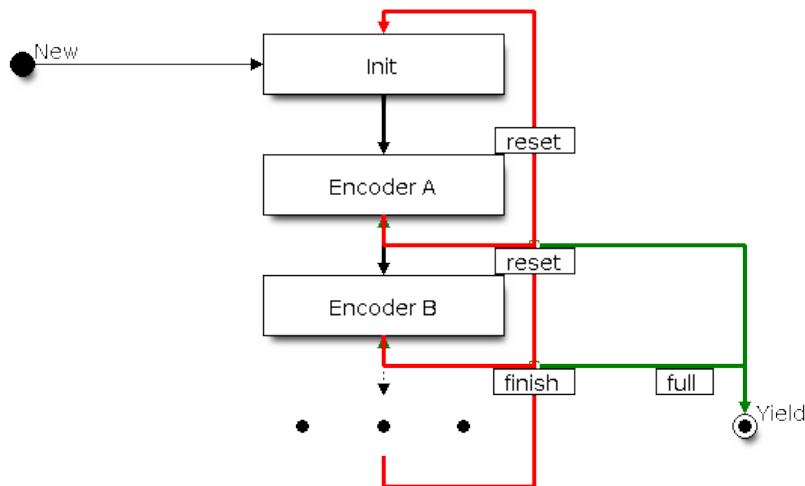 New
Init
reset
Encoder A
reset
Encoder B
finish
full
Yield